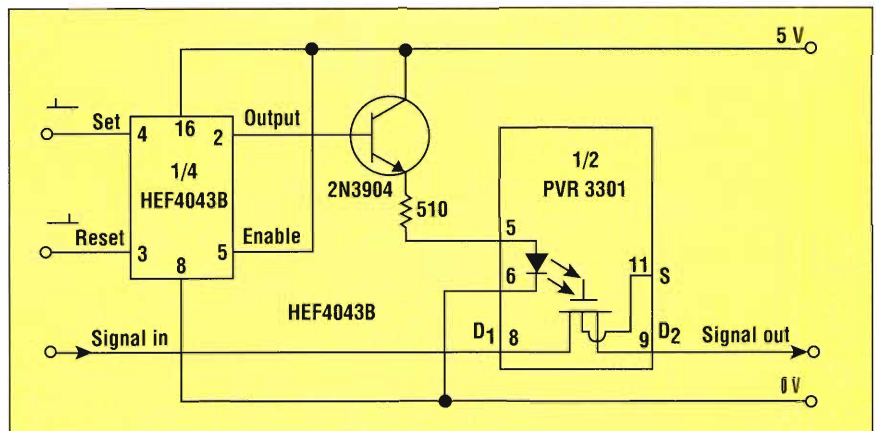 5 V
Set
4
16
2
Output
1/4
HEF4043B
2N3904
1/2
PVR 3301
510
Reset
3
8
5
Enable
5
6
11
S
HEF4043B
Signal in
D1
8
9
D2
Signal out
0 V